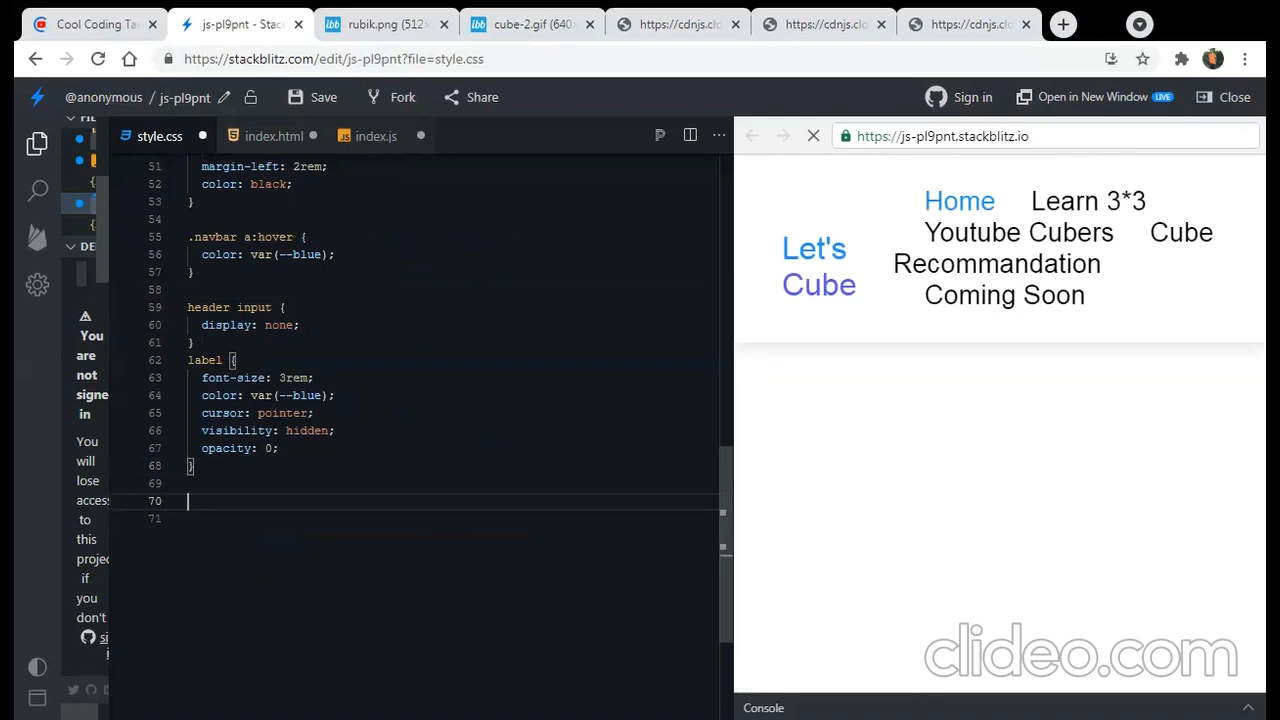 Cool Coding Ta
js-pl9pnt - Stack
rubik.png (512×
cube-2.gif (640×
https://cdnjs.clo
https://cdnjs.clo
https://cdnjs.clo
https://stackblitz.com/edit/js-pl9pnt?file=style.css
@anonymous / js-pl9pnt
Save
Fork
Share
Sign in
Open in New Window LIVE
Close
style.css
index.html
index.js
https://js-pl9pnt.stackblitz.io
51 margin-left: 2rem;
52 color: black;
53 }
54
55 .navbar a:hover {
56 color: var(--blue);
57 }
58
59 header input {
60 display: none;
61 }
62 label {
63 font-size: 3rem;
64 color: var(--blue);
65 cursor: pointer;
66 visibility: hidden;
67 opacity: 0;
68 }
69
70
71
You
are
not
signe
in
You
will
lose
access
to
this
projec
if
you
don't
si
Let's
Cube
Home Learn 3*3
Youtube Cubers Cube
Recommandation
Coming Soon
clideo.com
Console